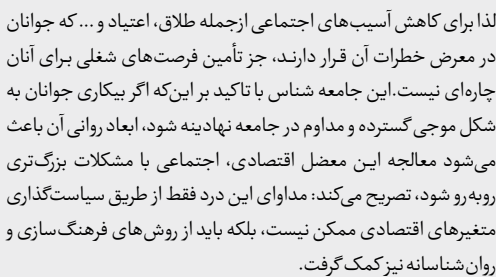 لذا برای کاهش آسیب‌های اجتماعی ازجمله طلاق، اعتیاد و ... که جوانان
در معرض خطرات آن قرار دارند، جز تأمین فرصت‌های شغلی برای آنان
چاره‌ای نیست.این جامعه شناس با تاکید بر این‌که اگر بیکاری جوانان به
شکل موجی گسترده و مداوم در جامعه نهادینه شود، ابعاد روانی آن باعث
می‌شود معالجه این معضل اقتصادی، اجتماعی با مشکلات بزرگ‌تری
روبه‌رو شود، تصریح می‌کند: مداوای این درد فقط از طریق سیاست‌گذاری
متغیرهای اقتصادی ممکن نیست، بلکه باید از روش‌های فرهنگ‌سازی و
روان‌شناسانه نیز کمک گرفت.